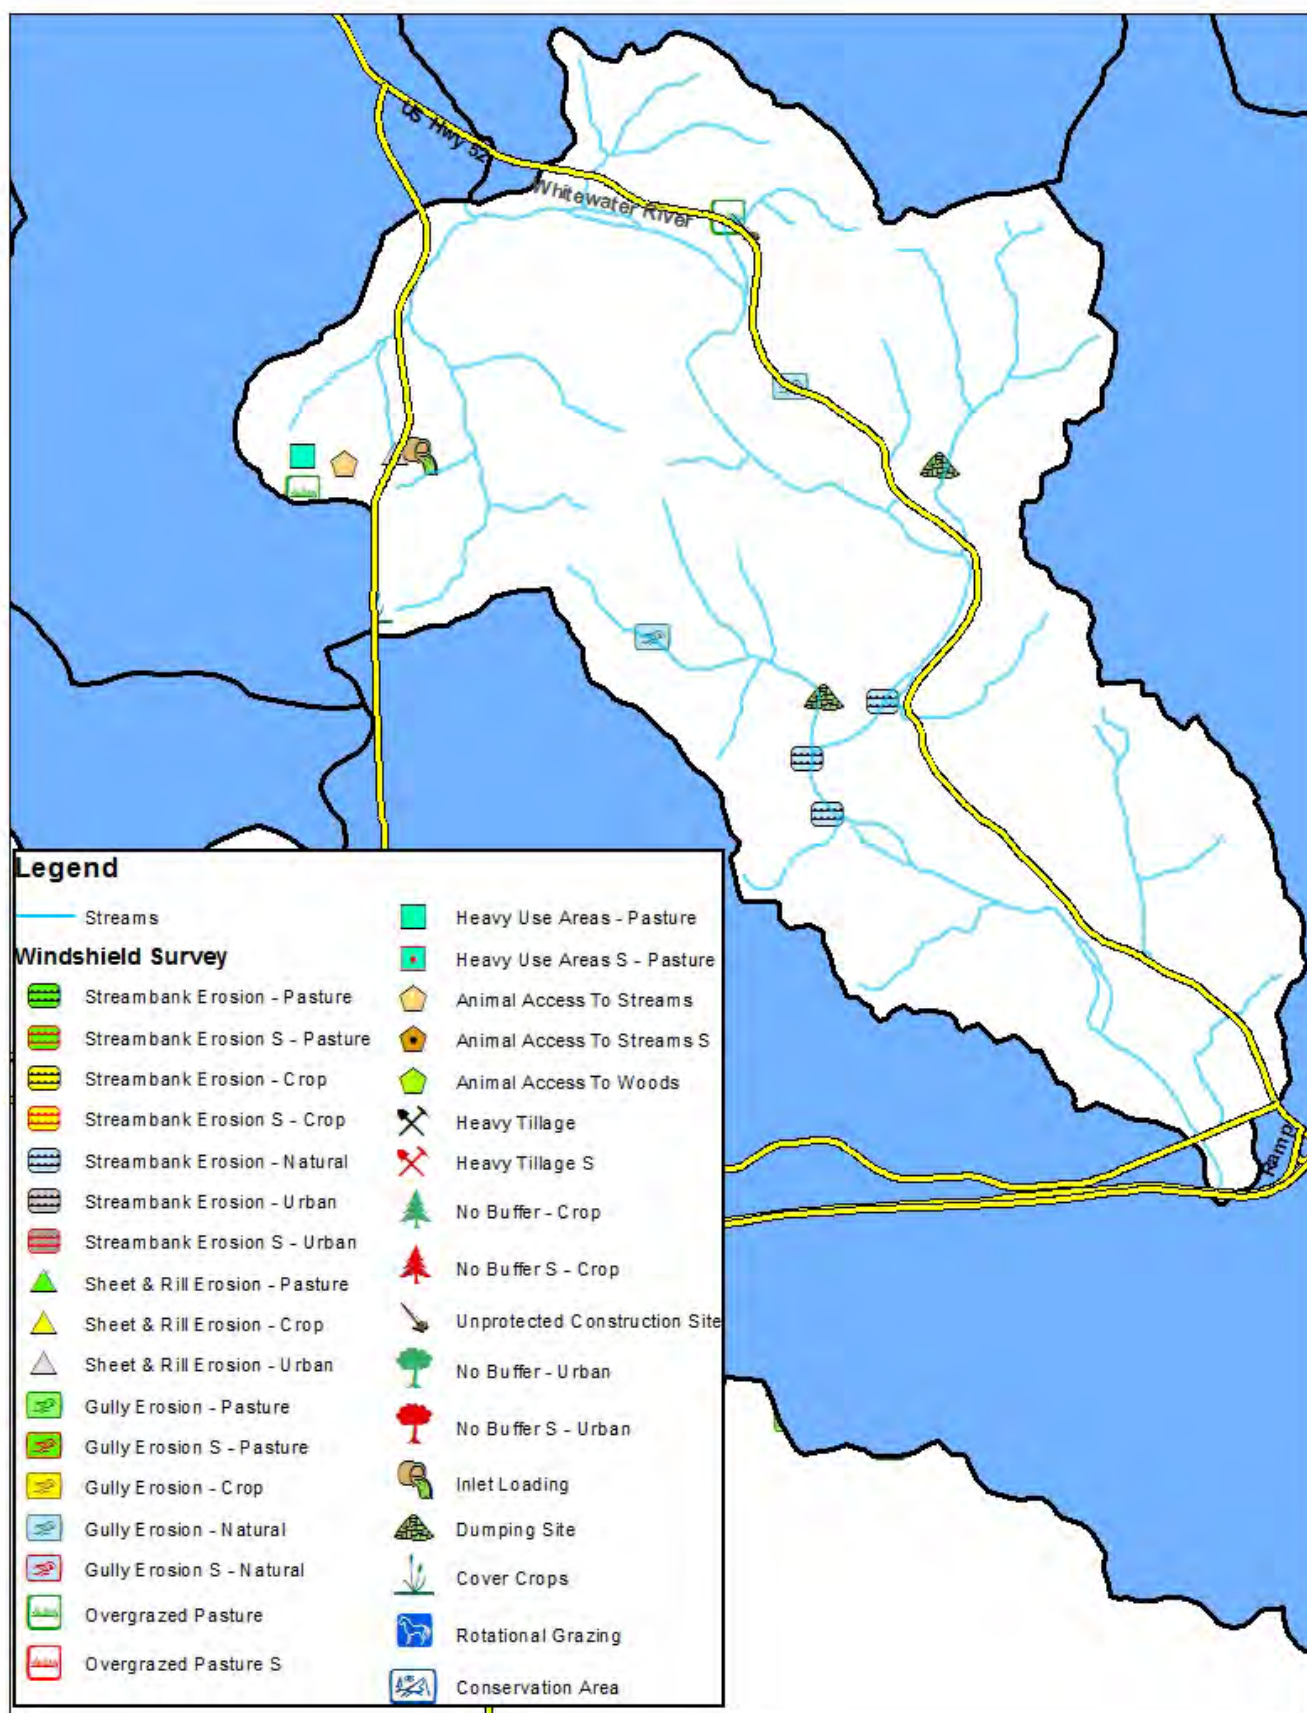 US Hwy 52
Whitewater River
Ramp
Legend
Streams
Windshield Survey
Streambank Erosion - Pasture
Streambank Erosion S - Pasture
Streambank Erosion - Crop
Streambank Erosion S - Crop
Streambank Erosion - Natural
Streambank Erosion - Urban
Streambank Erosion S - Urban
Sheet & Rill Erosion - Pasture
Sheet & Rill Erosion - Crop
Sheet & Rill Erosion - Urban
Gully Erosion - Pasture
Gully Erosion S - Pasture
Gully Erosion - Crop
Gully Erosion - Natural
Gully Erosion S - Natural
Overgrazed Pasture
Overgrazed Pasture S
Heavy Use Areas - Pasture
Heavy Use Areas S - Pasture
Animal Access To Streams
Animal Access To Streams S
Animal Access To Woods
Heavy Tillage
Heavy Tillage S
No Buffer - Crop
No Buffer S - Crop
Unprotected Construction Site
No Buffer - Urban
No Buffer S - Urban
Inlet Loading
Dumping Site
Cover Crops
Rotational Grazing
Conservation Area